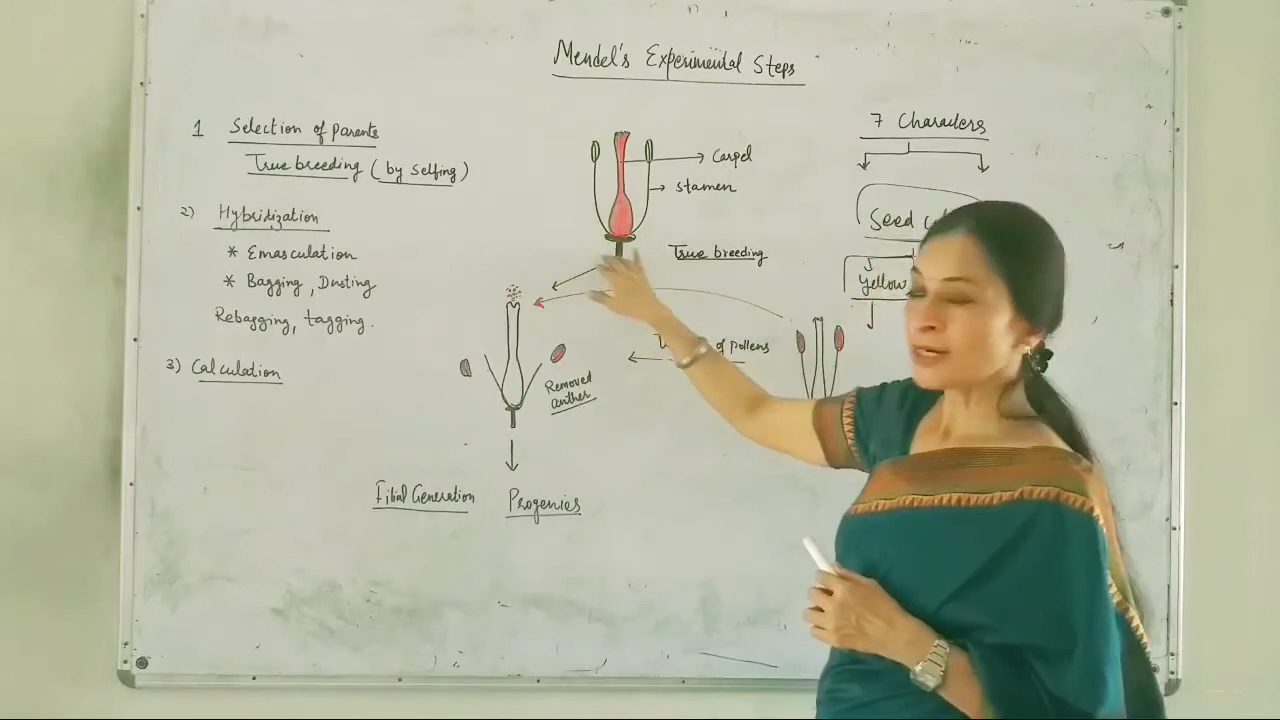 Mendel's Experimental Steps
1 Selection of parents
True breeding (by selfing)
2) Hybridization
* Emasculation
* Bagging, Dusting
Rebagging, tagging.
3) Calculation
Carpel
Stamen
True breeding
of pollens
Removed
anther
Filial Generation
Progenies
7 Characters
Seed
Yellow